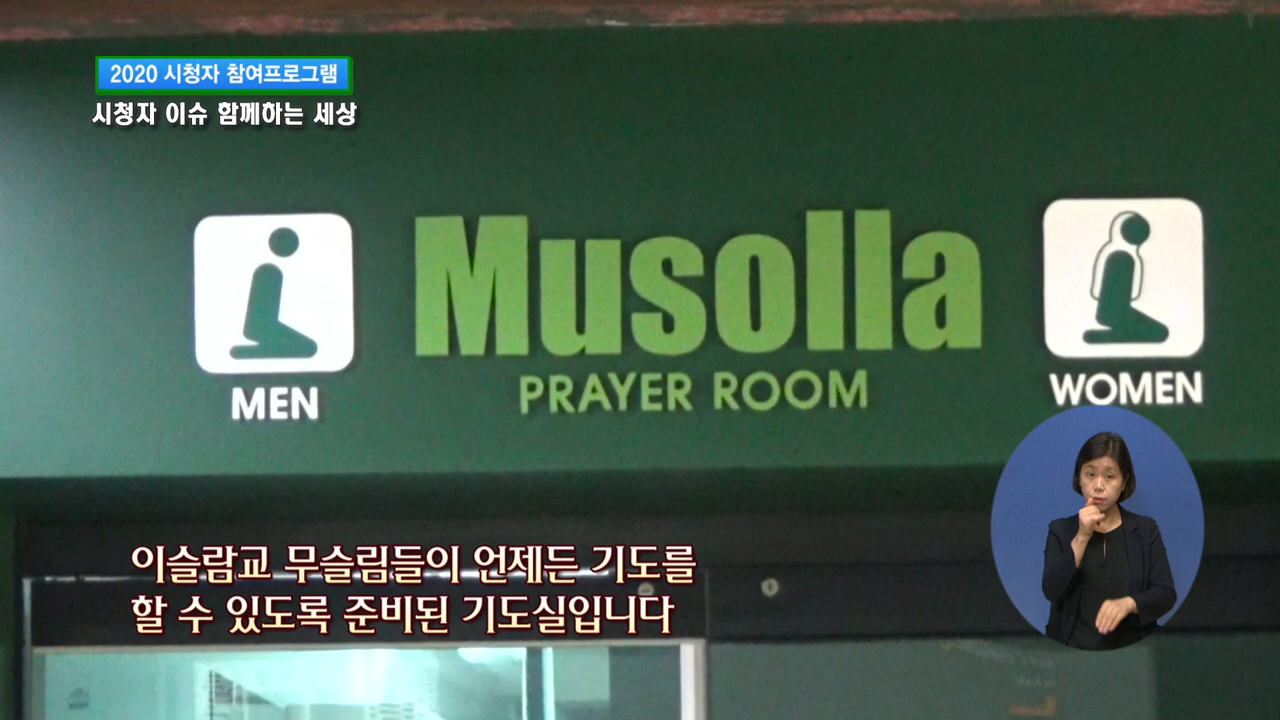 2020 시청자 참여프로그램
시청자 이슈 함께하는 세상
Musolla
PRAYER ROOM
MEN
WOMEN
이슬람교 무슬림들이 언제든 기도를
할 수 있도록 준비된 기도실입니다